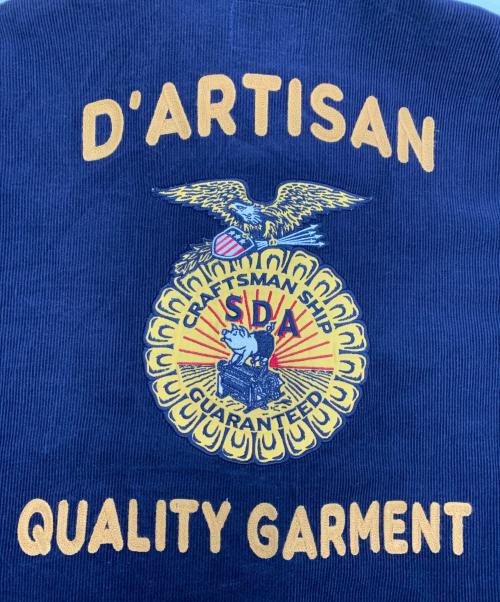 D'ARTISAN
CRAFTSMAN SHIP
SDA
GUARANTEED
QUALITY GARMENT